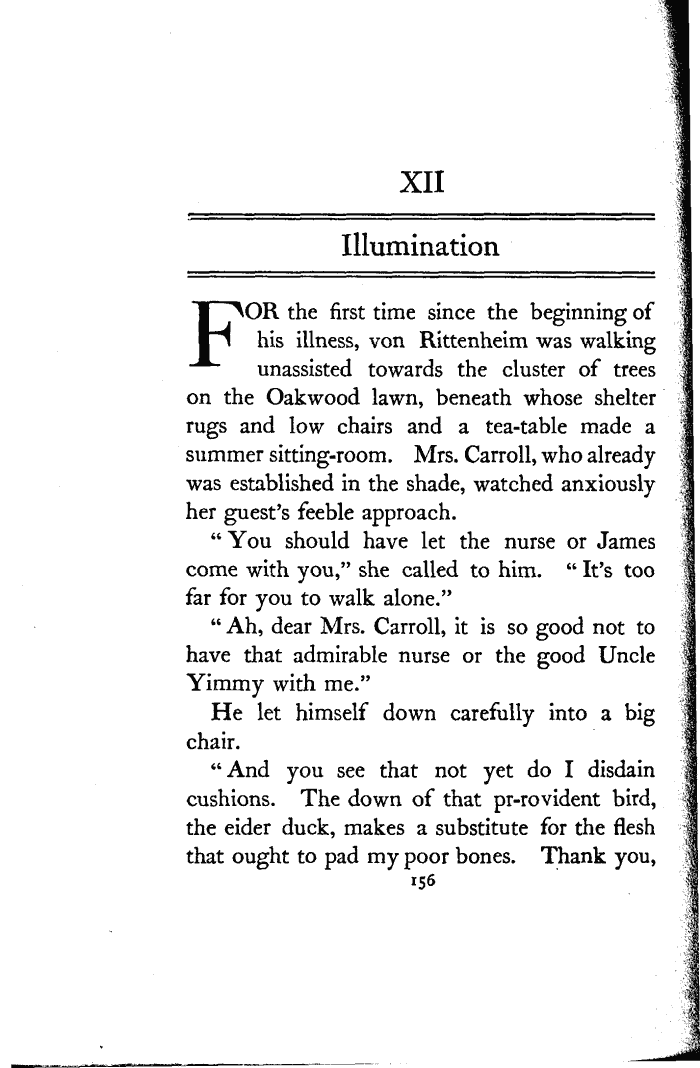 XII
Illumination
FOR the first time since the beginning of
his illness, von Rittenheim was walking
unassisted towards the cluster of trees
on the Oakwood lawn, beneath whose shelter
rugs and low chairs and a tea-table made a
summer sitting-room. Mrs. Carroll, who already
was established in the shade, watched anxiously
her guest's feeble approach.
“You should have let the nurse or James
come with you,” she called to him. “It's too
far for you to walk alone.”
“Ah, dear Mrs. Carroll, it is so good not to
have that admirable nurse or the good Uncle
Yimmy with me.”
He let himself down carefully into a big
chair.
“And you see that not yet do I disdain
cushions. The down of that pr-rovident bird,
the eider duck, makes a substitute for the flesh
that ought to pad my poor bones. Thank you,
156